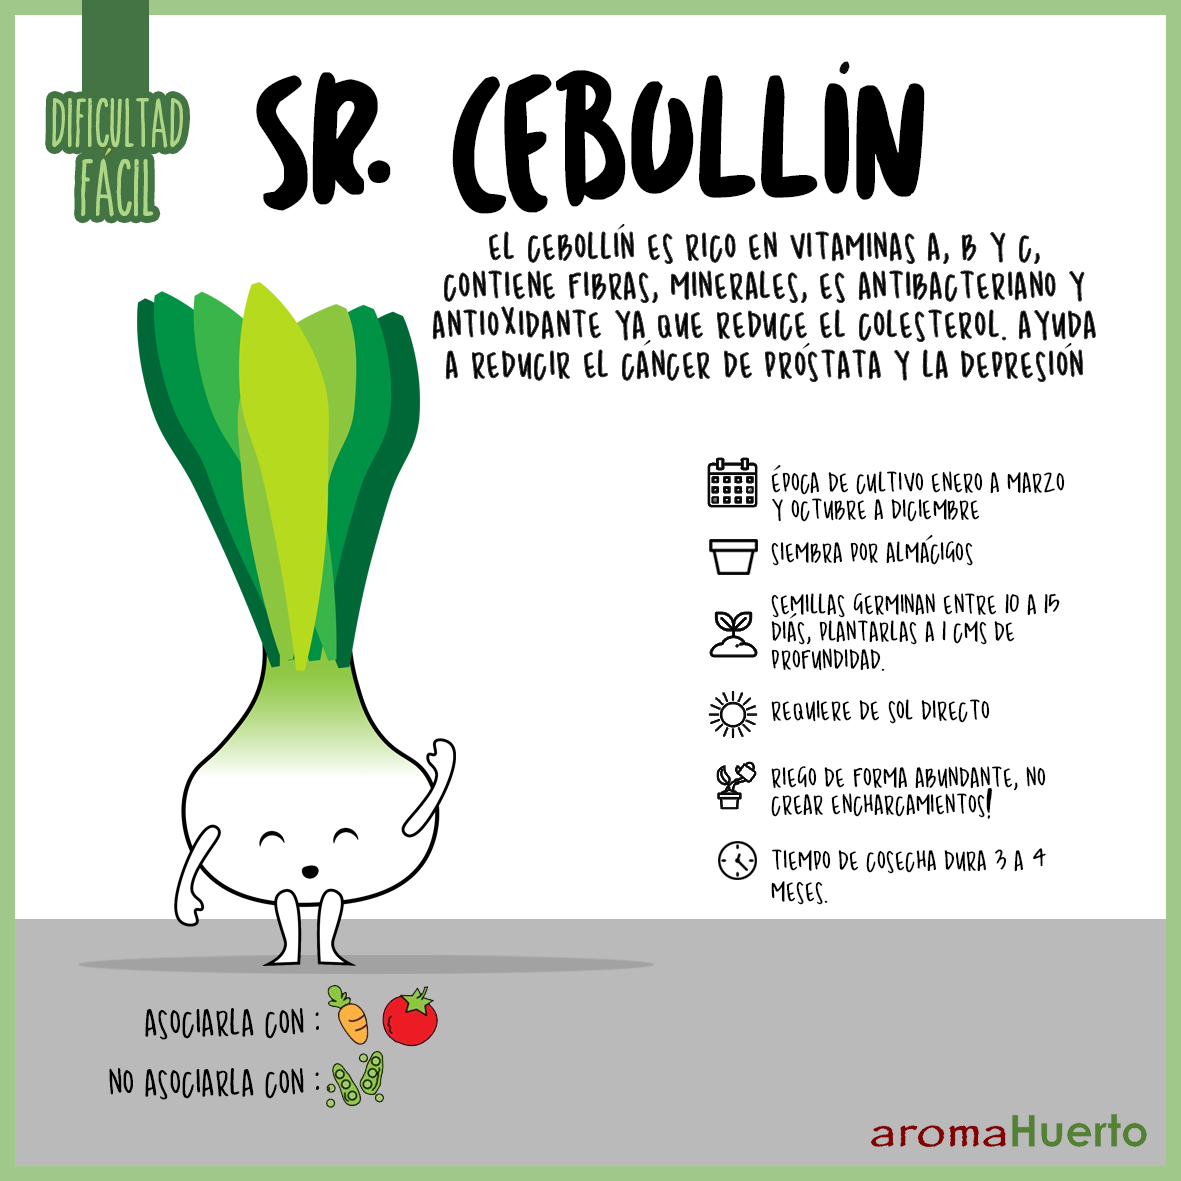 DIFICULTAD
FÁCIL
SR. CEBOLLÍN
EL CEBOLLÍN ES RICO EN VITAMINAS A, B Y C,
CONTIENE FIBRAS, MINERALES, ES ANTIBACTERIANO Y
ANTIOXIDANTE YA QUE REDUCE EL COLESTEROL. AYUDA
A REDUCIR EL CÁNCER DE PRÓSTATA Y LA DEPRESIÓN
ÉPOCA DE CULTIVO ENERO A MARZO
Y OCTUBRE A DICIEMBRE
SIEMBRA POR ALMÁCIGOS
SEMILLAS GERMINAN ENTRE 10 A 15
DIÁS, PLANTARLAS A 1 CMS DE
PROFUNDIDAD.
REQUIERE DE SOL DIRECTO
RIEGO DE FORMA ABUNDANTE, NO
CREAR ENCHARCAMIENTOS!
TIEMPO DE COSECHA DURA 3 A 4
MESES.
ASOCIARLA CON :
NO ASOCIARLA CON :
aromaHuerto